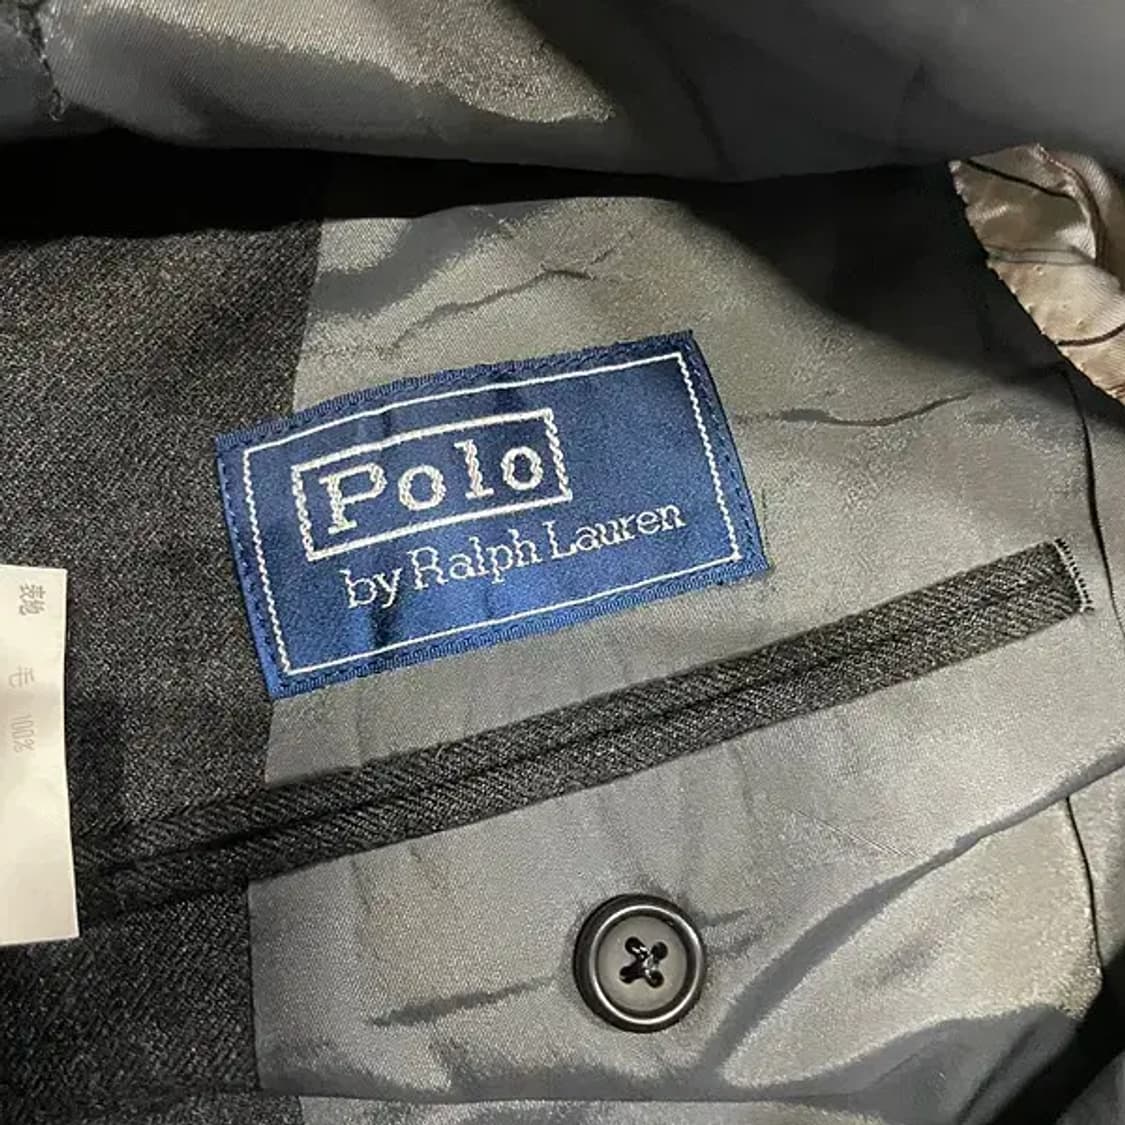 Polo
by Ralph Lauren
表地
毛 100%